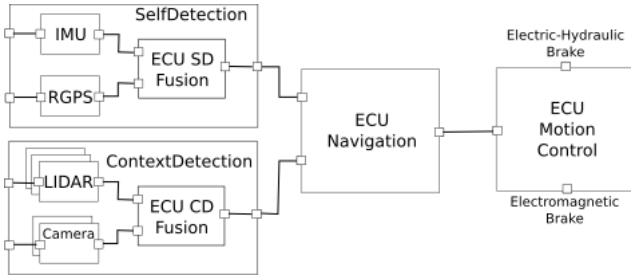 SelfDetection
IMU
ECU SD
Fusion
RGPS
ContextDetection
LIDAR
ECU CD
Fusion
Camera
ECU
Navigation
Electric-Hydraulic
Brake
ECU
Motion
Control
Electromagnetic
Brake